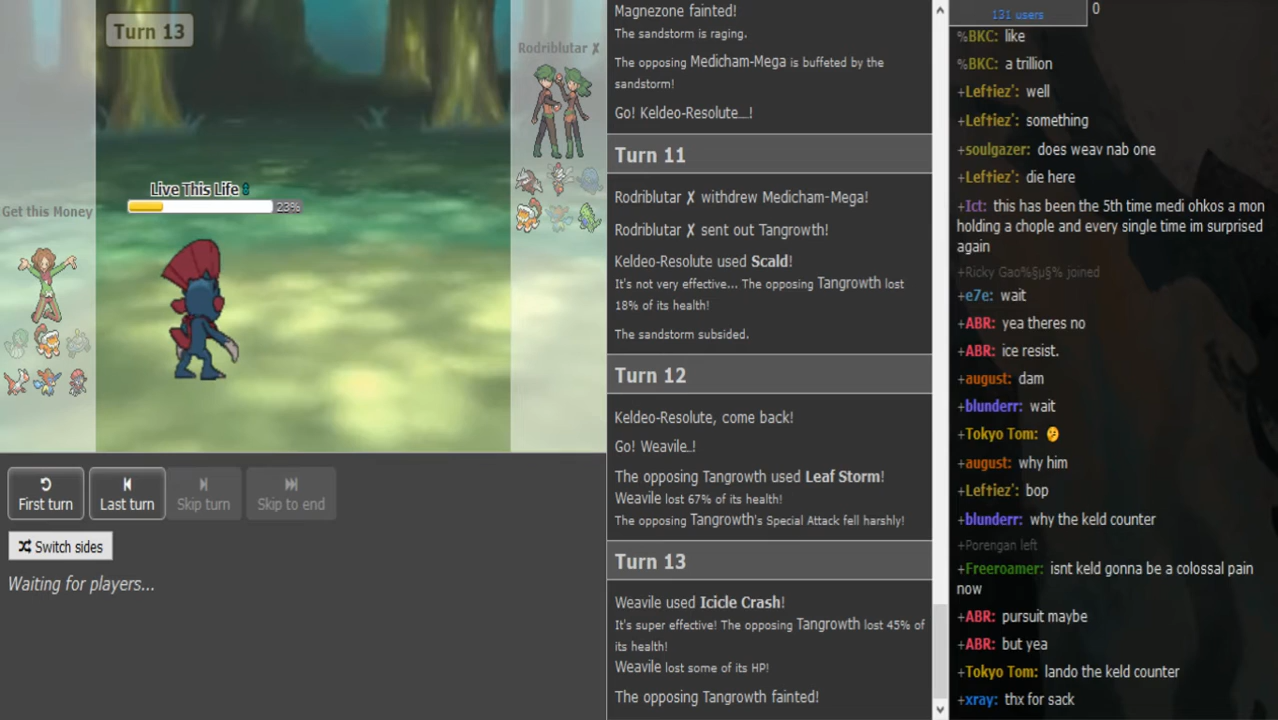 Turn 13
Rodriblutar ✗
Live This Life
23%
Get this Money
First turn
Last turn
Skip turn
Skip to end
Switch sides
Waiting for players...
Magnezone fainted!
The sandstorm is raging.
The opposing Medicham-Mega is buffeted by the
sandstorm!
Go! Keldeo-Resolute....!
Turn 11
Rodriblutar ✗ withdrew Medicham-Mega!
Rodriblutar ✗ sent out Tangrowth!
Keldeo-Resolute used Scald!
It's not very effective... The opposing Tangrowth lost
18% of its health!
The sandstorm subsided.
Turn 12
Keldeo-Resolute, come back!
Go! Weavile..!
The opposing Tangrowth used Leaf Storm!
Weavile lost 67% of its health!
The opposing Tangrowth's Special Attack fell harshly!
Turn 13
Weavile used Icicle Crash!
It's super effective! The opposing Tangrowth lost 45% of
its health!
Weavile lost some of its HP!
The opposing Tangrowth fainted!
131 users
0
%BKC: like
%BKC: a trillion
+Leftiez': well
+Leftiez': something
+soulgazer: does weav nab one
+Leftiez': die here
+Ict: this has been the 5th time medi ohkos a mon
holding a chople and every single time im surprised
again
+Ricky Gao%§µ§% joined
+e7e: wait
+ABR: yea theres no
+ABR: ice resist.
+august: dam
+blunderr: wait
+Tokyo Tom:
+august: why him
+Leftiez': bop
+blunderr: why the keld counter
+Porengan left
+Freeroamer: isnt keld gonna be a colossal pain
now
+ABR: pursuit maybe
+ABR: but yea
+Tokyo Tom: lando the keld counter
+xray: thx for sack